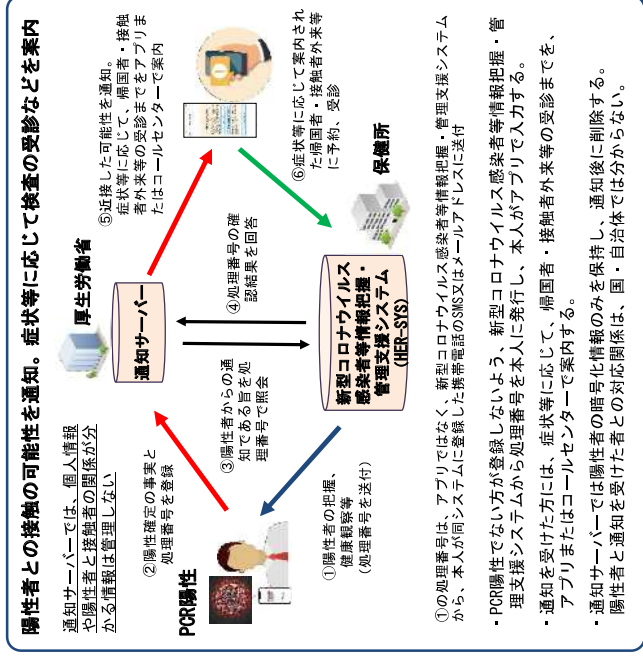 陽性者との接触の可能性を通知。症状等に応じて検査の受診などを案内
通知サーバーでは、個人情報
や陽性者と接触者の関係が分
かる情報は管理しない
厚生労働省
通知サーバー
⑤近接した可能性を通知。
症状等に応じて、帰国者・接触
者外来等の受診までをアプリま
たはコールセンターで案内
②陽性確定の事実と
処理番号を登録
PCR陽性
③陽性者からの通
知である旨を処
理番号で照会
④処理番号の確
認結果を回答
①陽性者の把握、
健康観察等
（処理番号を送付）
新型コロナウイルス
感染者等情報把握・
管理支援システム
(HER-SYS)
保健所
⑥症状等に応じて案内され
た帰国者・接触者外来等
に予約、受診
①の処理番号は、アプリではなく、新型コロナウイルス感染者等情報把握・管理支援システム
から、本人が同システムに登録した携帯電話のSMS又はメールアドレスに送付
・PCR陽性でない方が登録しないよう、新型コロナウイルス感染者等情報把握・管
理支援システムから処理番号を本人に発行し、本人がアプリで入力する。
・通知を受けた方には、症状等に応じて、帰国者・接触者外来等の受診までを、
アプリまたはコールセンターで案内する。
・通知サーバーでは陽性者の暗号化情報のみを保持し、通知後に削除する。
陽性者と通知を受けた者との対応関係は、国・自治体では分からない。